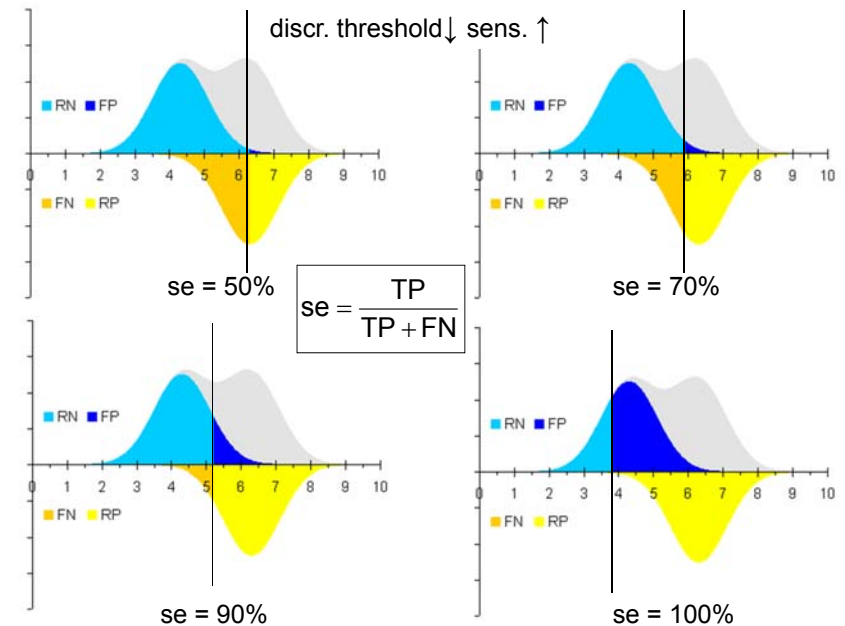 discr. threshold↓ sens. ↑
RN FP
0 1 2 3 4 5 6 7 8 9 10
FN RP
se = 50%
RN FP
0 1 2 3 4 5 6 7 8 9 10
FN RP
se = 70%
se = TP / TP + FN
RN FP
0 1 2 3 4 5 6 7 8 9 10
FN RP
se = 90%
RN FP
0 1 2 3 4 5 6 7 8 9 10
FN RP
se = 100%